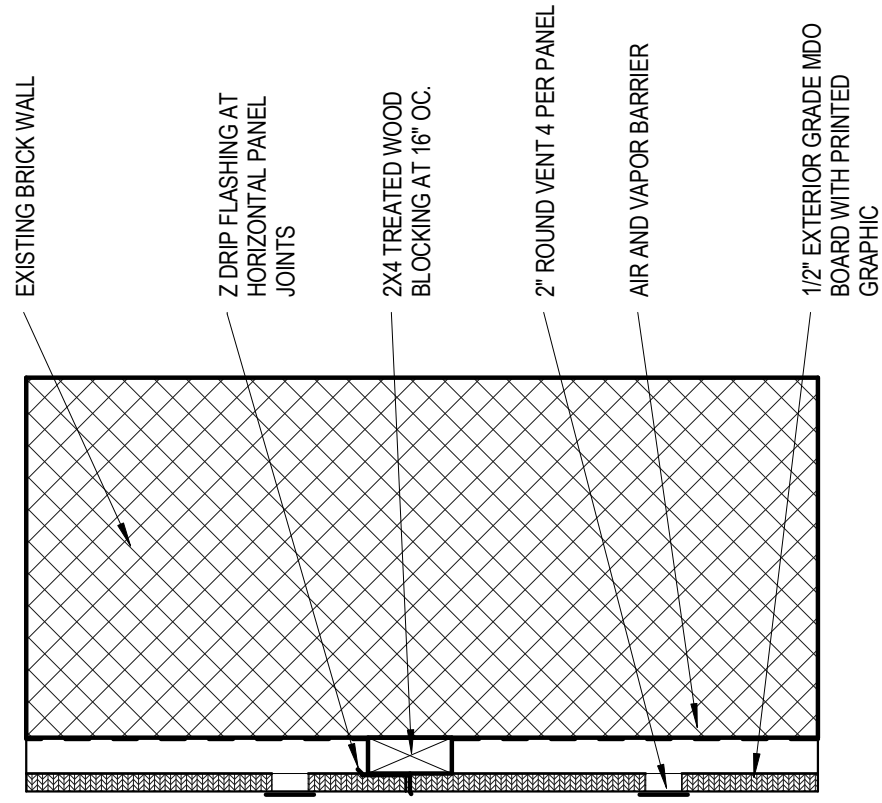 EXISTING BRICK WALL
Z DRIP FLASHING AT
HORIZONTAL PANEL
JOINTS
2X4 TREATED WOOD
BLOCKING AT 16" OC.
2" ROUND VENT 4 PER PANEL
AIR AND VAPOR BARRIER
1/2" EXTERIOR GRADE MDO
BOARD WITH PRINTED
GRAPHIC